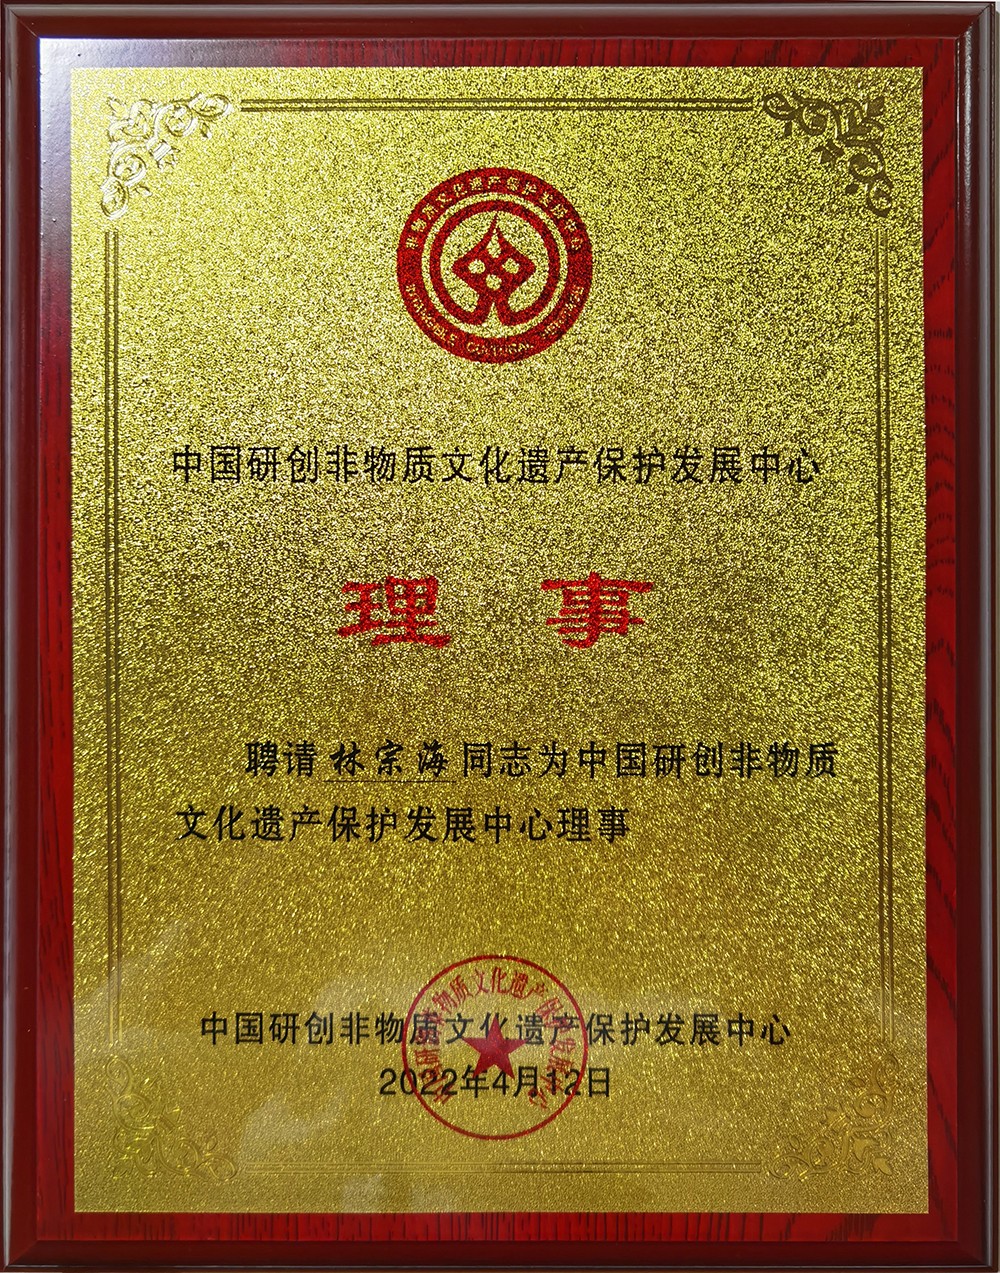 中国研创非物质文化遗产保护发展中心
理事
聘请林宗海同志为中国研创非物质
文化遗产保护发展中心理事
中国研创非物质文化遗产保护发展中心
2022年4月12日